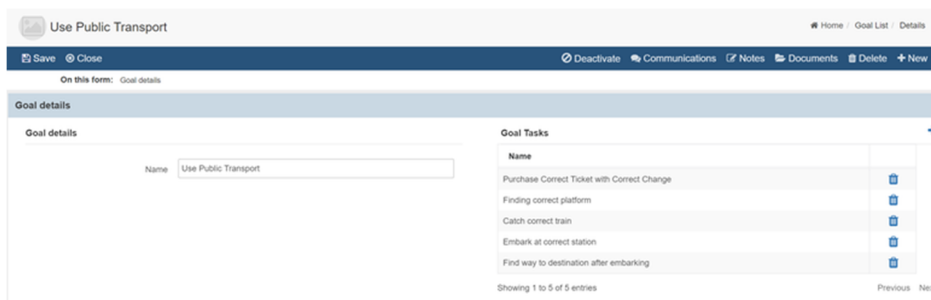 Use Public Transport
Home / Goal List / Details
Save Close Deactivate Communications Notes Documents Delete + New
On this form: Goal details
Goal details
Goal details
Name Use Public Transport
Goal Tasks
Name
Purchase Correct Ticket with Correct Change
Finding correct platform
Catch correct train
Embark at correct station
Find way to destination after embarking
Showing 1 to 5 of 5 entries
Previous